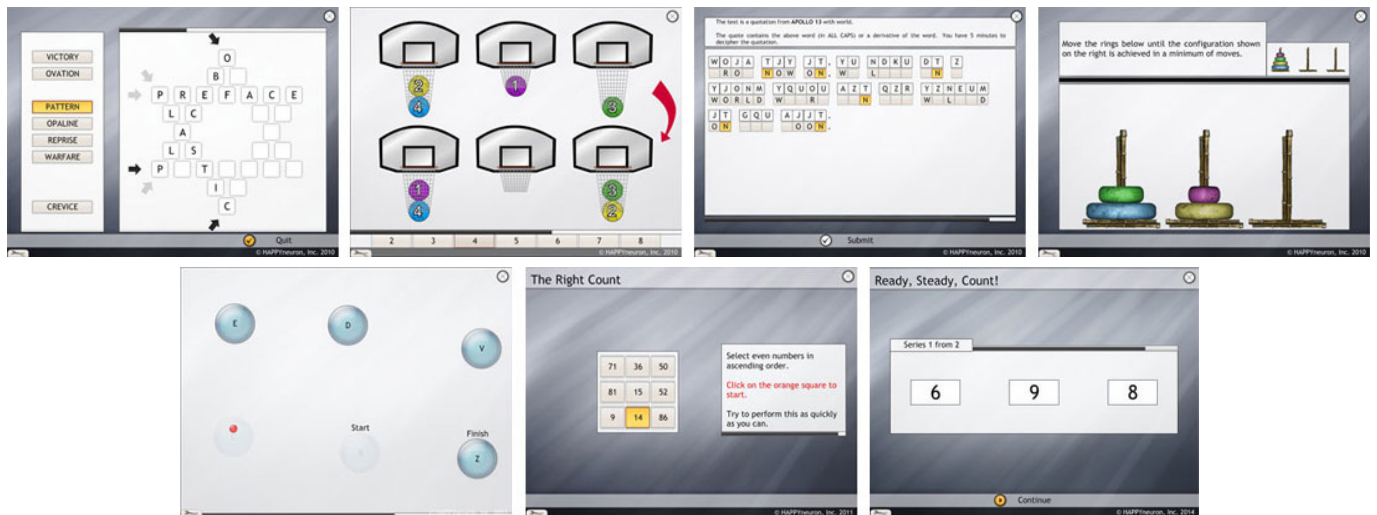 VICTORY
OVATION
PATTERN
OPALINE
REPRISE
WARFARE
CREVICE
O
B
P R E F A C E
L C
A
L S
P T
I
C
Quit
© HAPPYneuron, Inc. 2010
2
4
1
3
1
4
3
2
2 3 4 5 6 7 8
© HAPPYneuron, Inc. 2010
The text is a quotation from APOLLO 13 with world.
The quote contains the above word (in ALL CAPS) or a derivative of the word. You have 5 minutes to
decipher the quotation.
W O J A T J Y J T . Y U N D K U D T Z
R O N O W O N . W L N
Y J O N M Y Q U O U A Z T Q Z R Y Z N E U M
W O R L D W R N W L D
J T G Q U A J J T .
O N O O N .
Submit
© HAPPYneuron, Inc. 2010
Move the rings below until the configuration shown
on the right is achieved in a minimum of moves.
© HAPPYneuron, Inc. 2010
E
D
V
Start
Finish
Z
The Right Count
71 36 50
81 15 52
9 14 86
Select even numbers in
ascending order.
Click on the orange square to
start.
Try to perform this as quickly
as you can.
© HAPPYneuron, Inc. 2011
Ready, Steady, Count!
Series 1 from 2
6 9 8
Continue
© HAPPYneuron, Inc. 2014